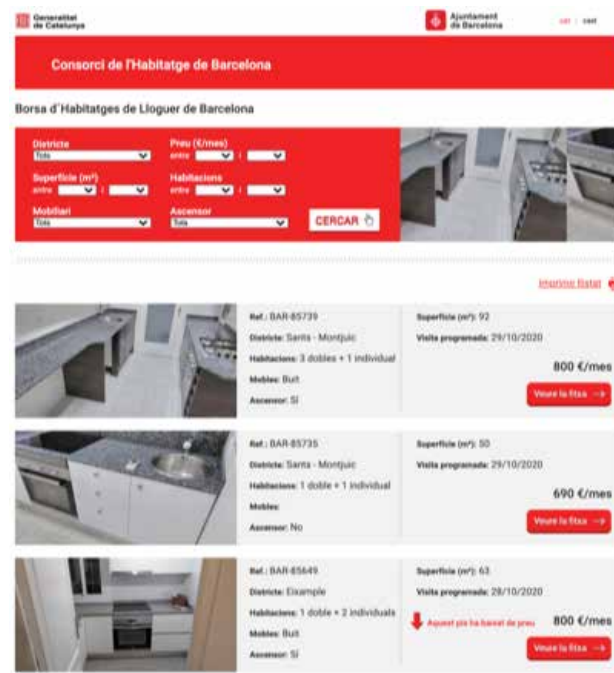 Generalitat
de Catalunya
Ajuntament
de Barcelona
cat | cast
Consorci de l'Habitatge de Barcelona
Borsa d´Habitatges de Lloguer de Barcelona
Districte
Tots
Preu (€/mes)
entre i
Superfície (m²)
entre i
Habitacions
entre i
Mobiliari
Tots
Ascensor
Tots
CERCAR
Imprimir llistat
Ref.: BAR-85739
Districte: Sants - Montjuïc
Habitacions: 3 dobles + 1 individual
Mobles: Buit
Ascensor: Sí
Superfície (m²): 92
Visita programada: 29/10/2020
800 €/mes
Veure la fitxa →
Ref.: BAR-85735
Districte: Sants - Montjuïc
Habitacions: 1 doble + 1 individual
Mobles:
Ascensor: No
Superfície (m²): 50
Visita programada: 29/10/2020
690 €/mes
Veure la fitxa →
Ref.: BAR-85649
Districte: Eixample
Habitacions: 1 doble + 2 individuals
Mobles: Buit
Ascensor: Sí
Superfície (m²): 63
Visita programada: 28/10/2020
Aquest pis ha baixat de preu
800 €/mes
Veure la fitxa →